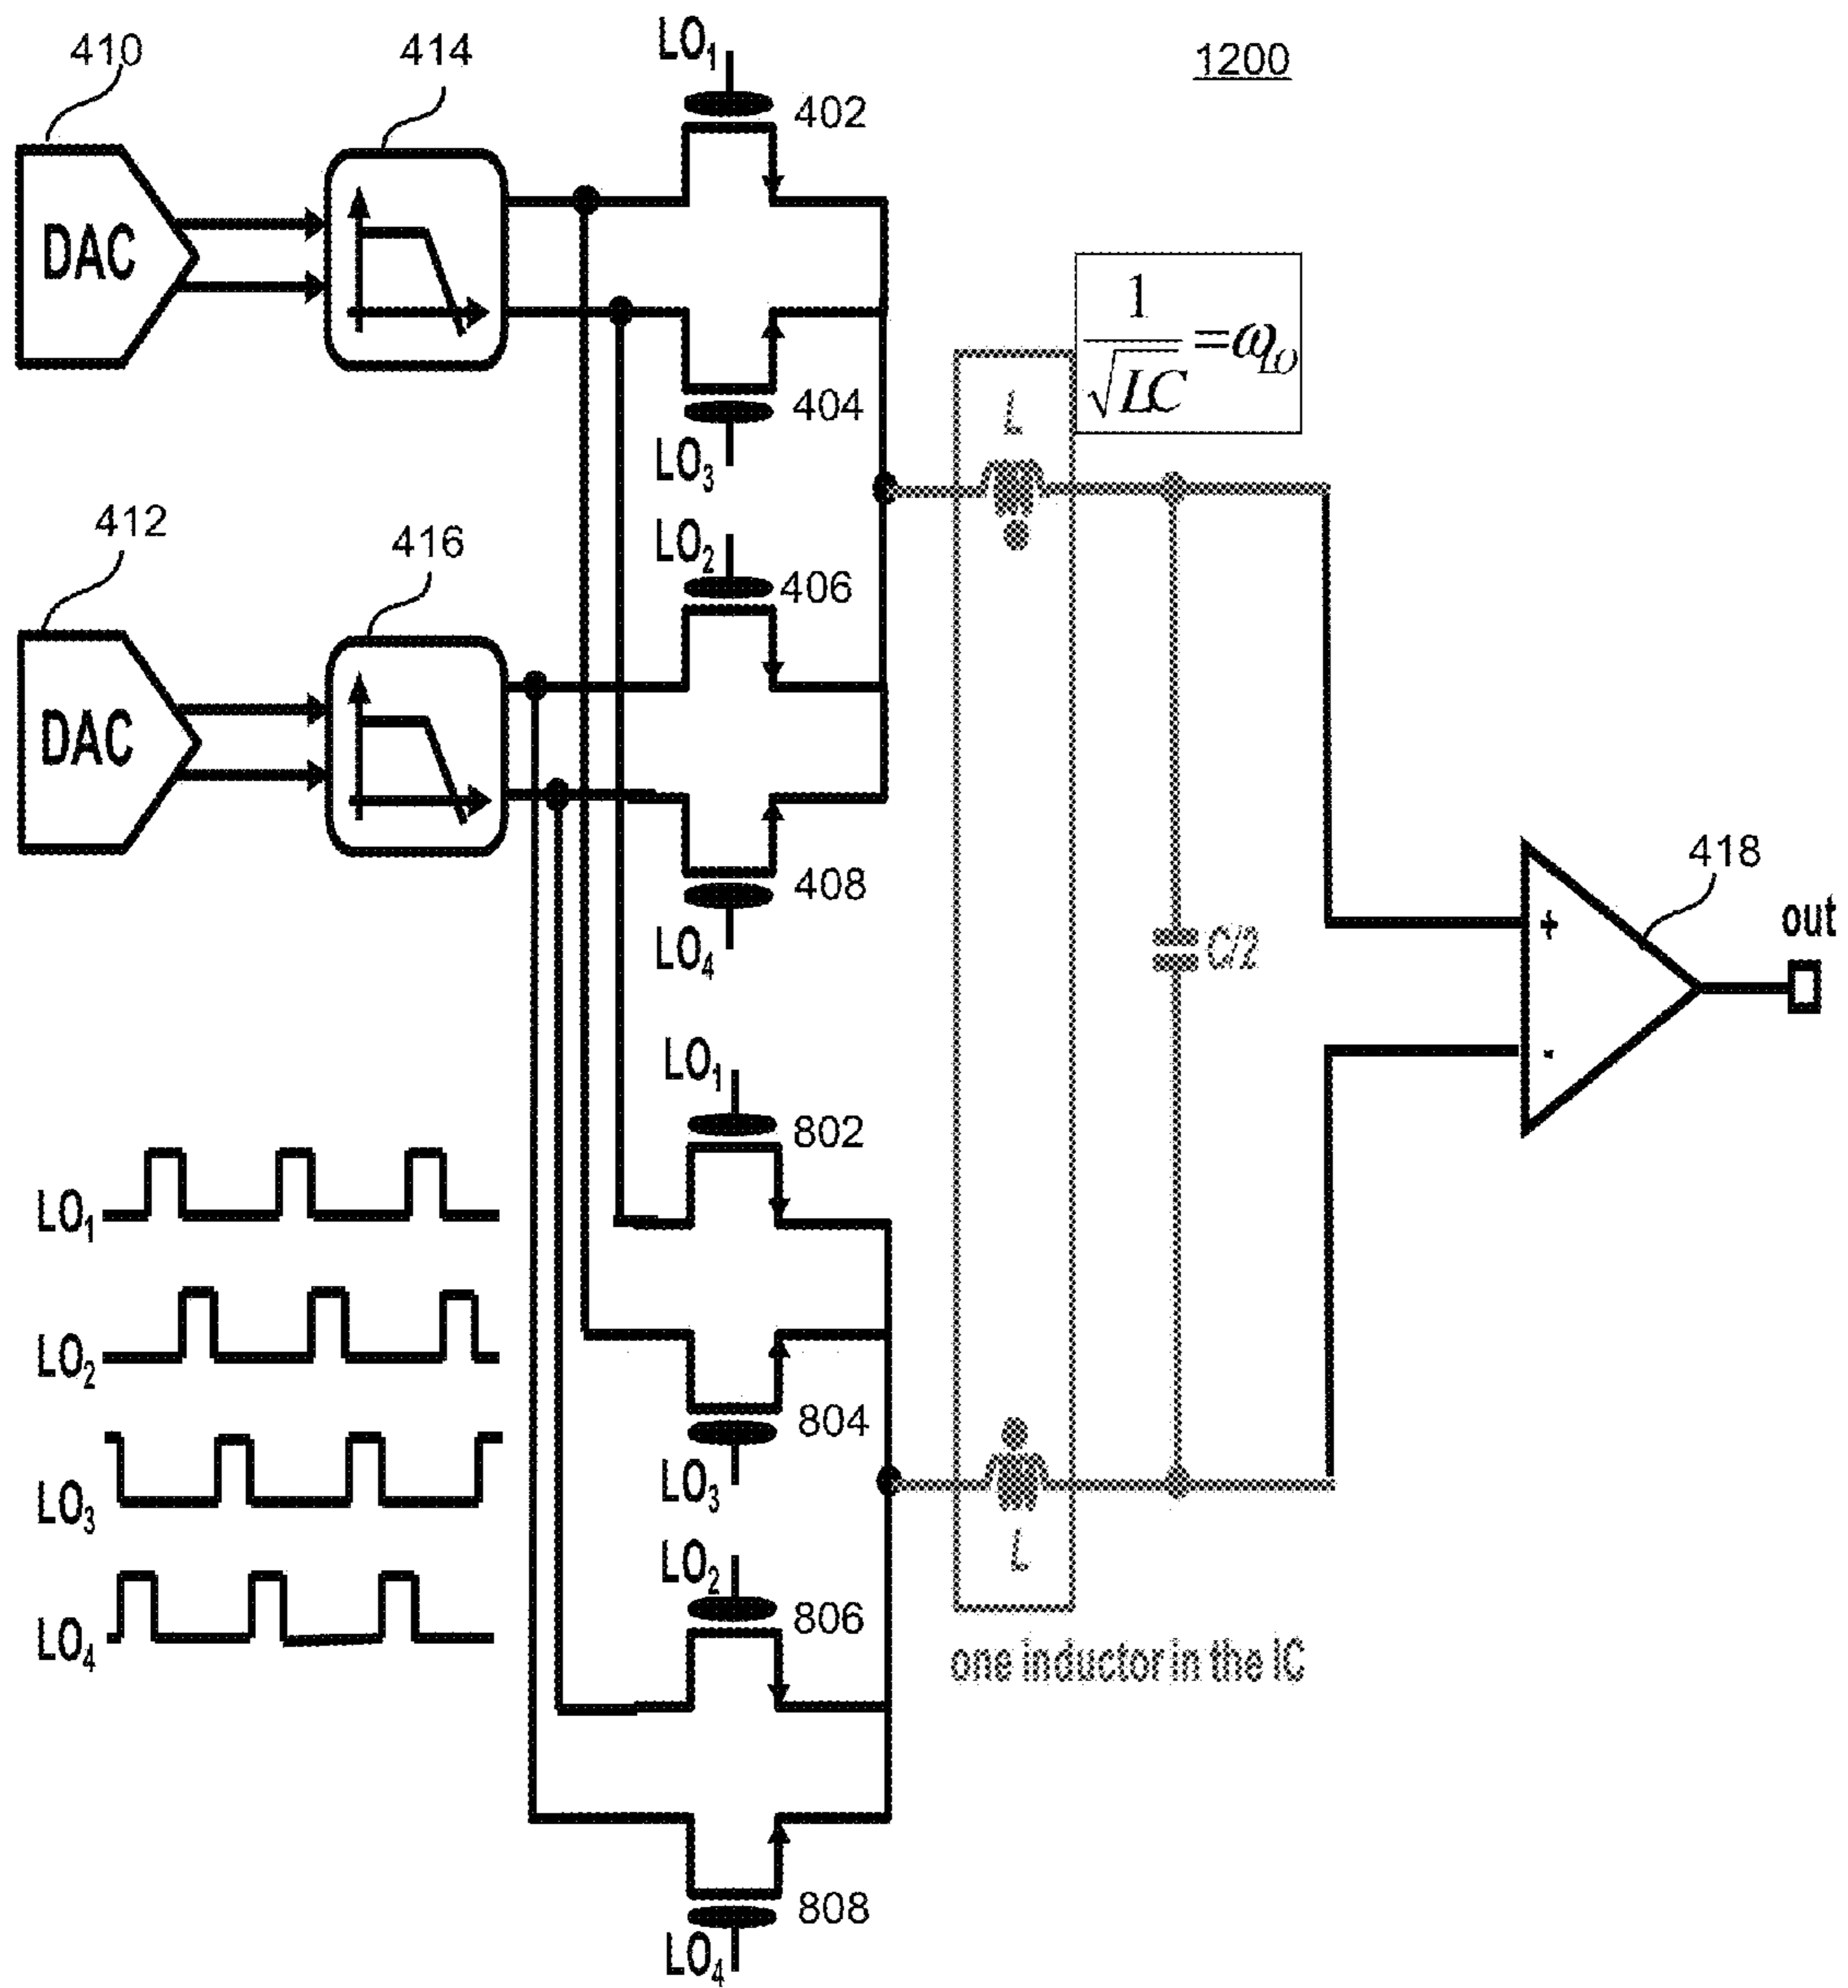 410
414
LO₁
402
1200
DAC
1/√LC = ω_LO
L
404
LO₃
412
416
LO₂
406
DAC
408
LO₄
418
out
+
C/2
-
LO₁
802
LO₁
LO₂
804
LO₃
LO₃
L
LO₂
806
LO₄
one inductor in the IC
808
LO₄